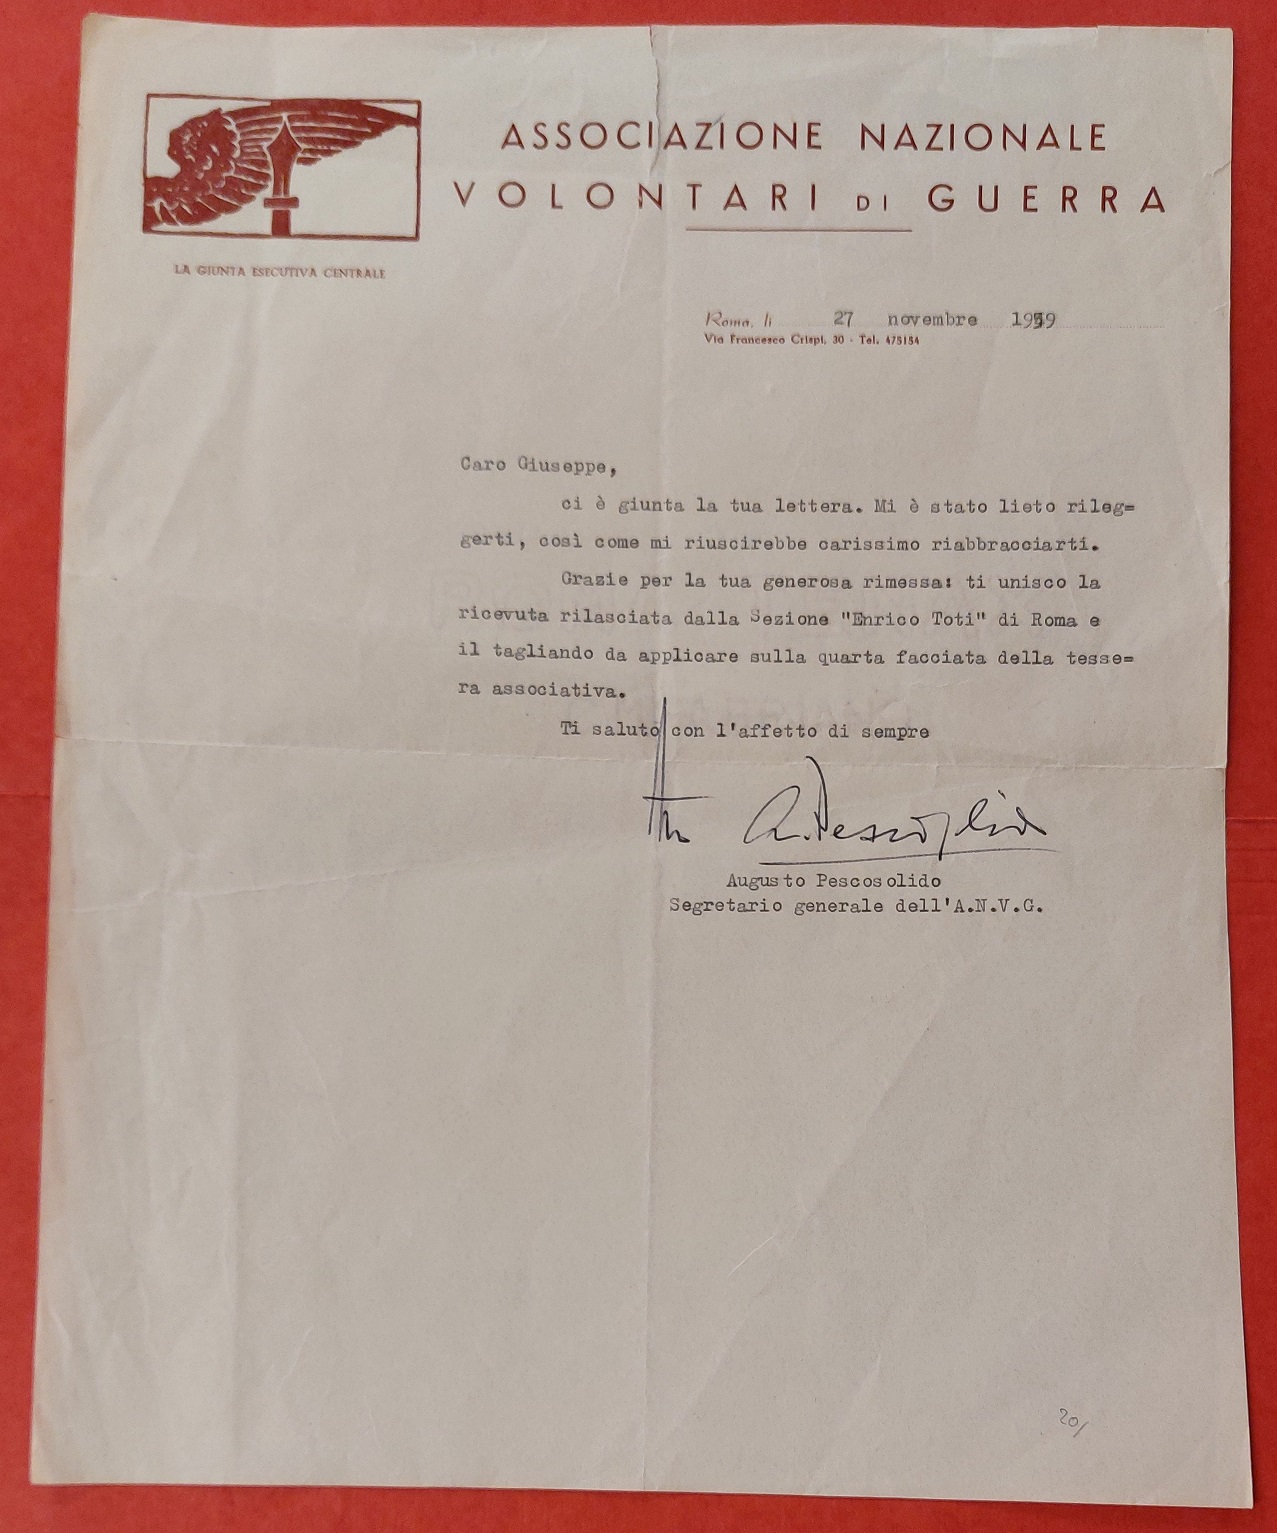 ASSOCIAZIONE NAZIONALE
VOLONTARI DI GUERRA
LA GIUNTA ESECUTIVA CENTRALE
Roma, li 27 novembre 1959
Via Francesco Crispi, 30 - Tel. 475154
Caro Giuseppe,
ci è giunta la tua lettera. Mi è stato lieto rileg=
gerti, così come mi riuscirebbe carissimo riabbracciarti.
Grazie per la tua generosa rimessa: ti unisco la
ricevuta rilasciata dalla Sezione "Enrico Toti" di Roma e
il tagliando da applicare sulla quarta facciata della tesse=
ra associativa.
Ti saluto con l'affetto di sempre
A. Pescosolido
Augusto Pescosolido
Segretario generale dell'A.N.V.G.
20/